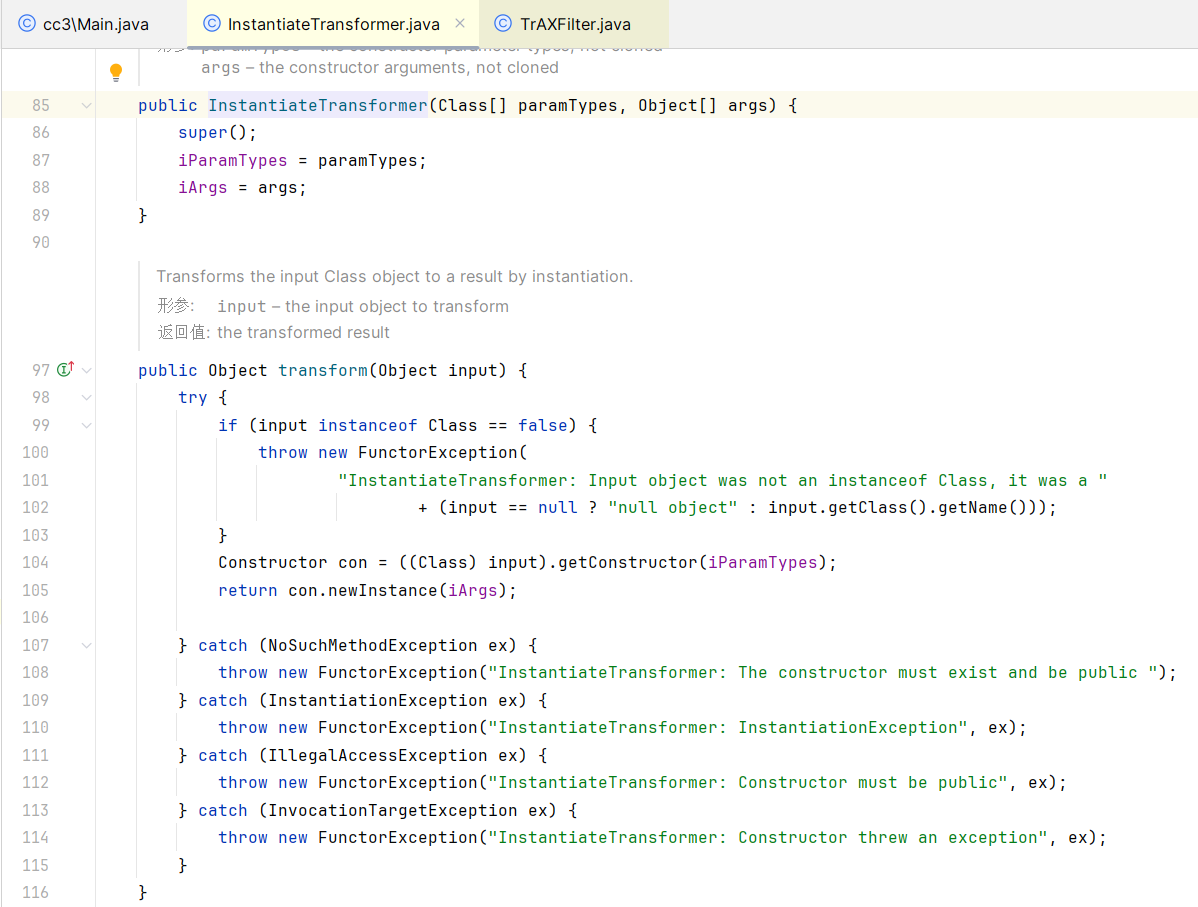 cc3\Main.java InstantiateTransformer.java TrAXFilter.java
形参: paramTypes – the constructor parameter types, not cloned
args – the constructor arguments, not cloned
85 public InstantiateTransformer(Class[] paramTypes, Object[] args) {
86 super();
87 iParamTypes = paramTypes;
88 iArgs = args;
89 }
90
Transforms the input Class object to a result by instantiation.
形参: input – the input object to transform
返回值: the transformed result
97 public Object transform(Object input) {
98 try {
99 if (input instanceof Class == false) {
100 throw new FunctorException(
101 "InstantiateTransformer: Input object was not an instanceof Class, it was a "
102 + (input == null ? "null object" : input.getClass().getName()));
103 }
104 Constructor con = ((Class) input).getConstructor(iParamTypes);
105 return con.newInstance(iArgs);
106
107 } catch (NoSuchMethodException ex) {
108 throw new FunctorException("InstantiateTransformer: The constructor must exist and be public ");
109 } catch (InstantiationException ex) {
110 throw new FunctorException("InstantiateTransformer: InstantiationException", ex);
111 } catch (IllegalAccessException ex) {
112 throw new FunctorException("InstantiateTransformer: Constructor must be public", ex);
113 } catch (InvocationTargetException ex) {
114 throw new FunctorException("InstantiateTransformer: Constructor threw an exception", ex);
115 }
116 }